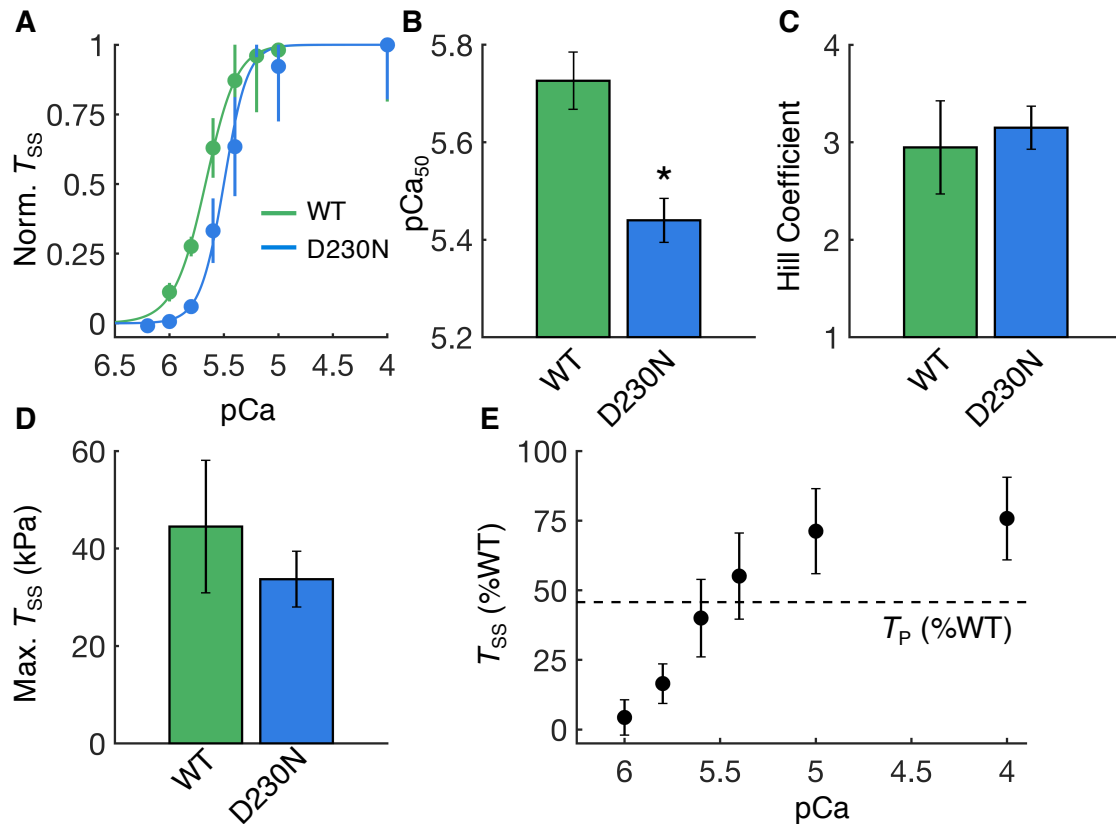 A
Norm. TSS
1
0.75
0.5
0.25
0
WT
D230N
6.5 6 5.5 5 4.5 4
pCa
B
pCa50
5.8
5.6
5.4
5.2
*
WT
D230N
C
Hill Coefficient
4
3
2
1
WT
D230N
D
Max. TSS (kPa)
60
40
20
0
WT
D230N
E
TSS (%WT)
100
75
50
25
0
TP (%WT)
6 5.5 5 4.5 4
pCa